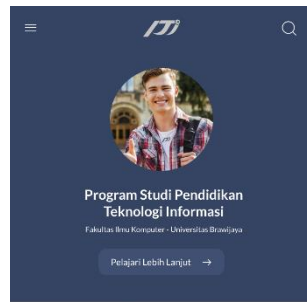 Program Studi Pendidikan
Teknologi Informasi
Fakultas Ilmu Komputer - Universitas Brawijaya
Pelajari Lebih Lanjut →